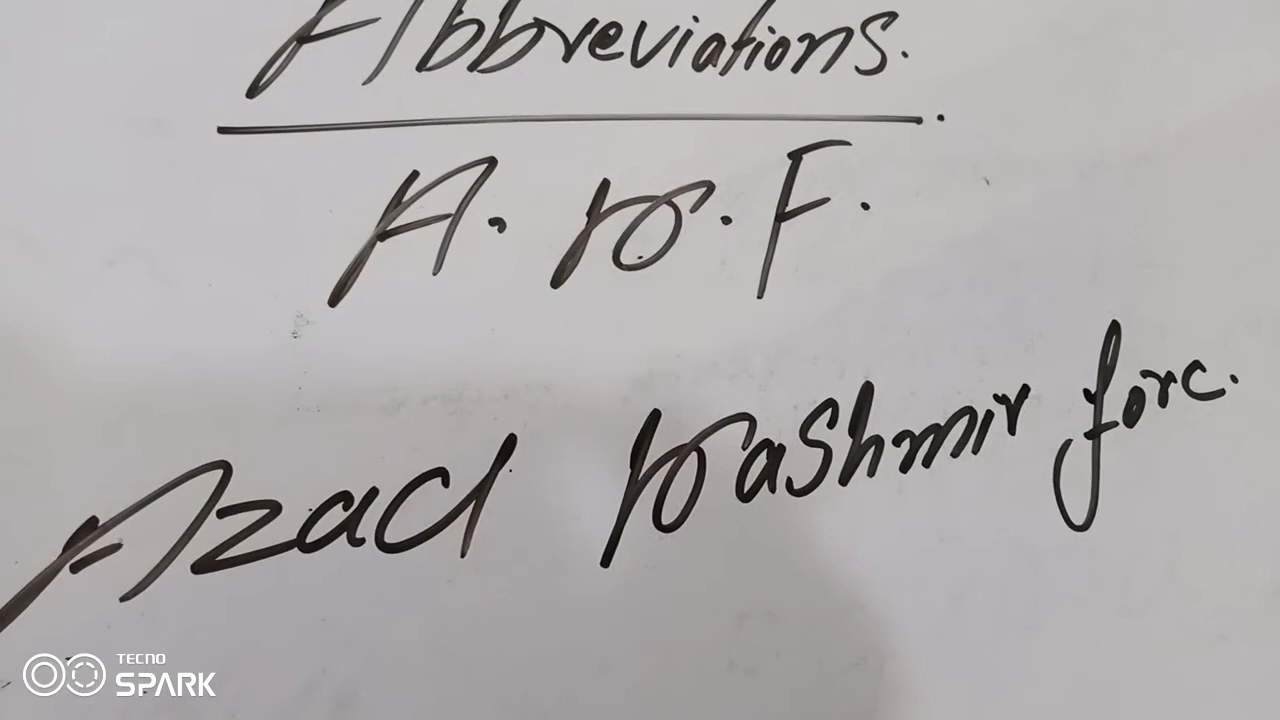 Abbreviations.
A. K. F.
Azad Kashmir forc.
TECNO
SPARK